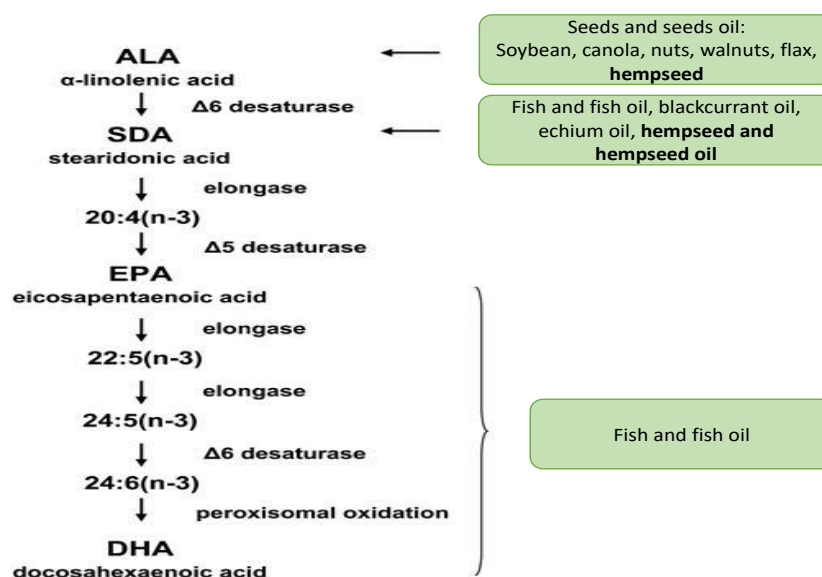 Seeds and seeds oil:
Soybean, canola, nuts, walnuts, flax,
hempseed
ALA
α-linolenic acid
Δ6 desaturase
Fish and fish oil, blackcurrant oil,
echium oil, hempseed and
hempseed oil
SDA
stearidonic acid
elongase
20:4(n-3)
Δ5 desaturase
EPA
eicosapentaenoic acid
elongase
22:5(n-3)
elongase
24:5(n-3)
Fish and fish oil
Δ6 desaturase
24:6(n-3)
peroxisomal oxidation
DHA
docosahexaenoic acid